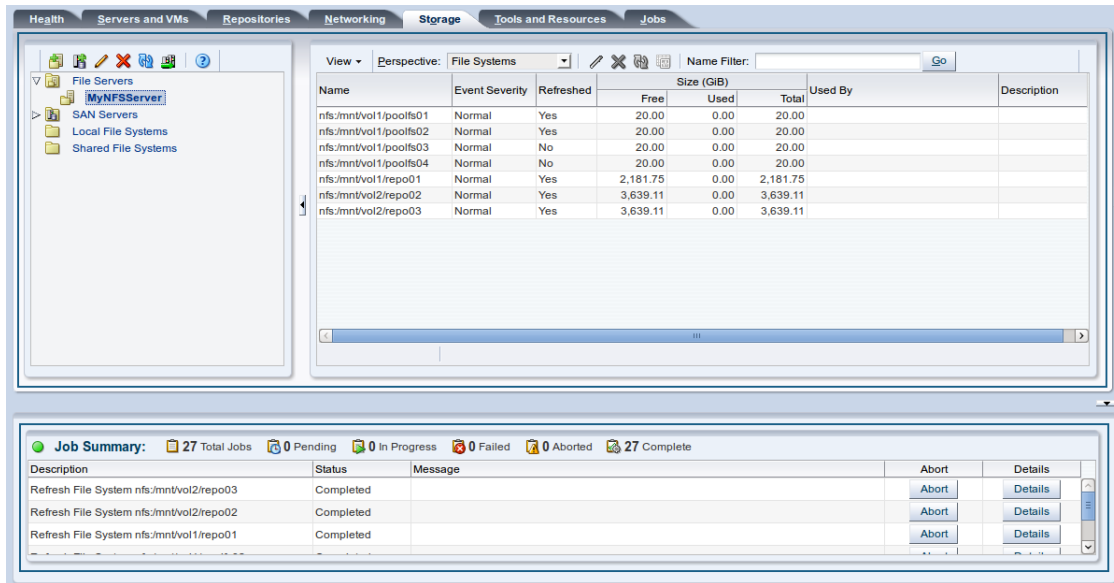 Health Servers and VMs Repositories Networking Storage Tools and Resources Jobs
File Servers
MyNFSServer
SAN Servers
Local File Systems
Shared File Systems
View Perspective: File Systems Name Filter: Go
Name Event Severity Refreshed Size (GiB) Used By Description
Free Used Total
nfs:/mnt/vol1/poolfs01 Normal Yes 20.00 0.00 20.00
nfs:/mnt/vol1/poolfs02 Normal Yes 20.00 0.00 20.00
nfs:/mnt/vol1/poolfs03 Normal No 20.00 0.00 20.00
nfs:/mnt/vol1/poolfs04 Normal No 20.00 0.00 20.00
nfs:/mnt/vol1/repo01 Normal Yes 2,181.75 0.00 2,181.75
nfs:/mnt/vol2/repo02 Normal Yes 3,639.11 0.00 3,639.11
nfs:/mnt/vol2/repo03 Normal Yes 3,639.11 0.00 3,639.11
Job Summary: 27 Total Jobs 0 Pending 0 In Progress 0 Failed 0 Aborted 27 Complete
Description Status Message Abort Details
Refresh File System nfs:/mnt/vol2/repo03 Completed Abort Details
Refresh File System nfs:/mnt/vol2/repo02 Completed Abort Details
Refresh File System nfs:/mnt/vol1/repo01 Completed Abort Details